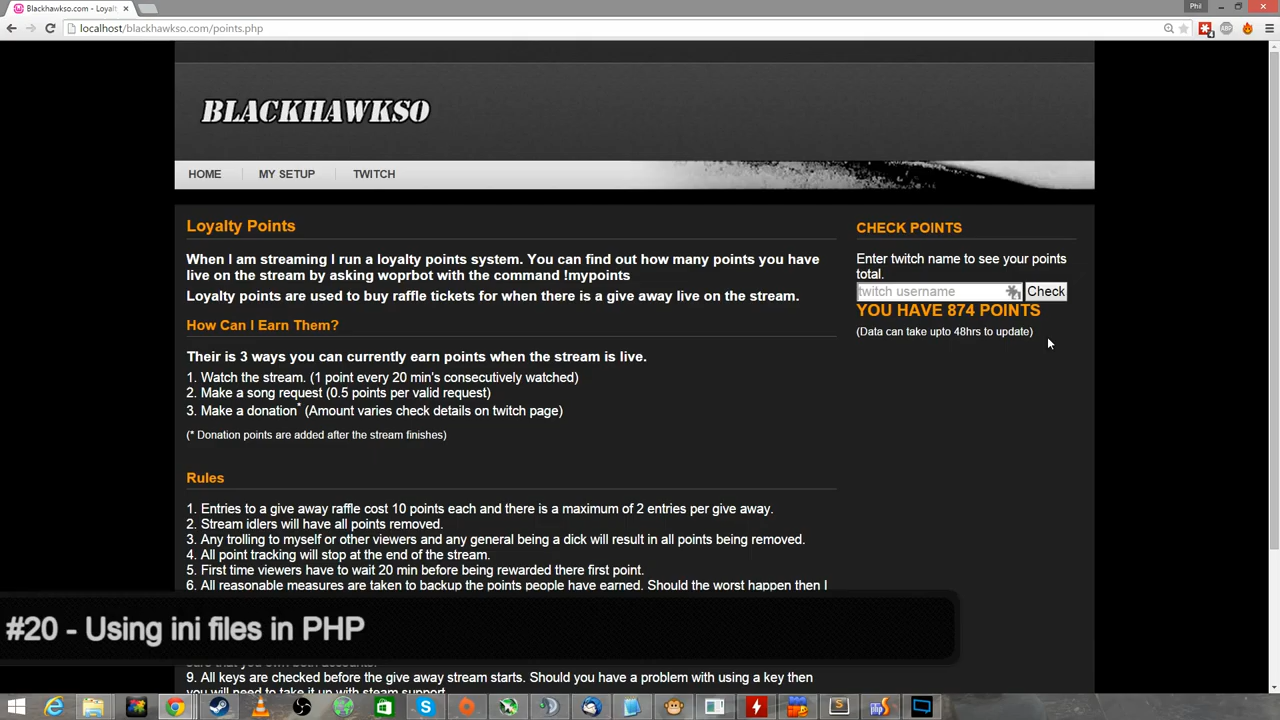 Blackhawkso.com - Loyalt
Phil
localhost/blackhawkso.com/points.php
BLACKHAWKSO
HOME
MY SETUP
TWITCH
Loyalty Points
When I am streaming I run a loyalty points system. You can find out how many points you have
live on the stream by asking woprbot with the command !mypoints
Loyalty points are used to buy raffle tickets for when there is a give away live on the stream.
How Can I Earn Them?
Their is 3 ways you can currently earn points when the stream is live.
1. Watch the stream. (1 point every 20 min's consecutively watched)
2. Make a song request (0.5 points per valid request)
3. Make a donation* (Amount varies check details on twitch page)
(* Donation points are added after the stream finishes)
Rules
1. Entries to a give away raffle cost 10 points each and there is a maximum of 2 entries per give away.
2. Stream idlers will have all points removed.
3. Any trolling to myself or other viewers and any general being a dick will result in all points being removed.
4. All point tracking will stop at the end of the stream.
5. First time viewers have to wait 20 min before being rewarded there first point.
6. All reasonable measures are taken to backup the points people have earned. Should the worst happen then I
9. All keys are checked before the give away stream starts. Should you have a problem with using a key then
you will need to take it up with steam support.
CHECK POINTS
Enter twitch name to see your points
total.
twitch username
Check
YOU HAVE 874 POINTS
(Data can take upto 48hrs to update)
#20 - Using ini files in PHP